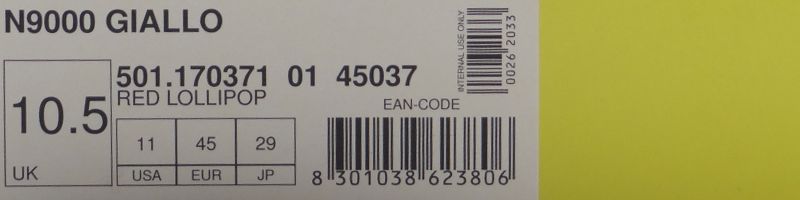 N9000 GIALLO
INTERNAL USE ONLY
0026 2033
501.170371 01 45037
RED LOLLIPOP
EAN-CODE
10.5
UK
11 45 29
USA EUR JP
8 301038 623806